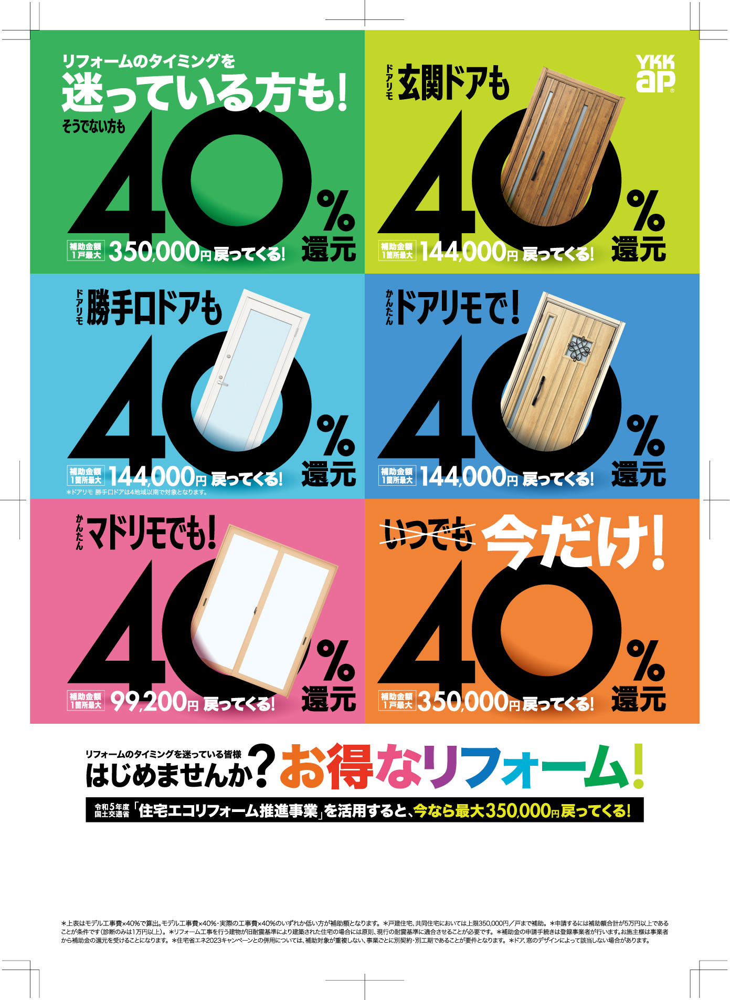 リフォームのタイミングを
迷っている方も!
そうでない方も
40%還元
補助金額
1戸最大
350,000円 戻ってくる!
YKK
ap®
ドアリモ 玄関ドアも
40%還元
補助金額
1箇所最大
144,000円 戻ってくる!
ドアリモ 勝手口ドアも
40%還元
補助金額
1箇所最大
144,000円 戻ってくる!
＊ドアリモ 勝手口ドアは4地域以南で対象となります。
かんたん ドアリモで!
40%還元
補助金額
1箇所最大
144,000円 戻ってくる!
かんたん マドリモでも!
40%還元
補助金額
1箇所最大
99,200円 戻ってくる!
いつでも 今だけ!
40%還元
補助金額
1戸最大
350,000円 戻ってくる!
リフォームのタイミングを迷っている皆様
はじめませんか?お得なリフォーム!
令和5年度
国土交通省
「住宅エコリフォーム推進事業」を活用すると、今なら最大350,000円戻ってくる!
＊上表はモデル工事費×40%で算出。モデル工事費×40%・実際の工事費×40%のいずれか低い方が補助額となります。 ＊戸建住宅、共同住宅においては上限350,000円／戸まで補助。 ＊申請するには補助額合計が5万円以上である
ことが条件です（診断のみは1万円以上）。 ＊リフォーム工事を行う建物が旧耐震基準により建築された住宅の場合には原則、現行の耐震基準に適合させることが必要です。 ＊補助金の申請手続きは登録事業者が行います。お施主様は事業者
から補助金の還元を受けることになります。 ＊住宅省エネ2023キャンペーンとの併用については、補助対象が重複しない、事業ごとに別契約・別工期であることが要件となります。 ＊ドア、窓のデザインによって該当しない場合があります。